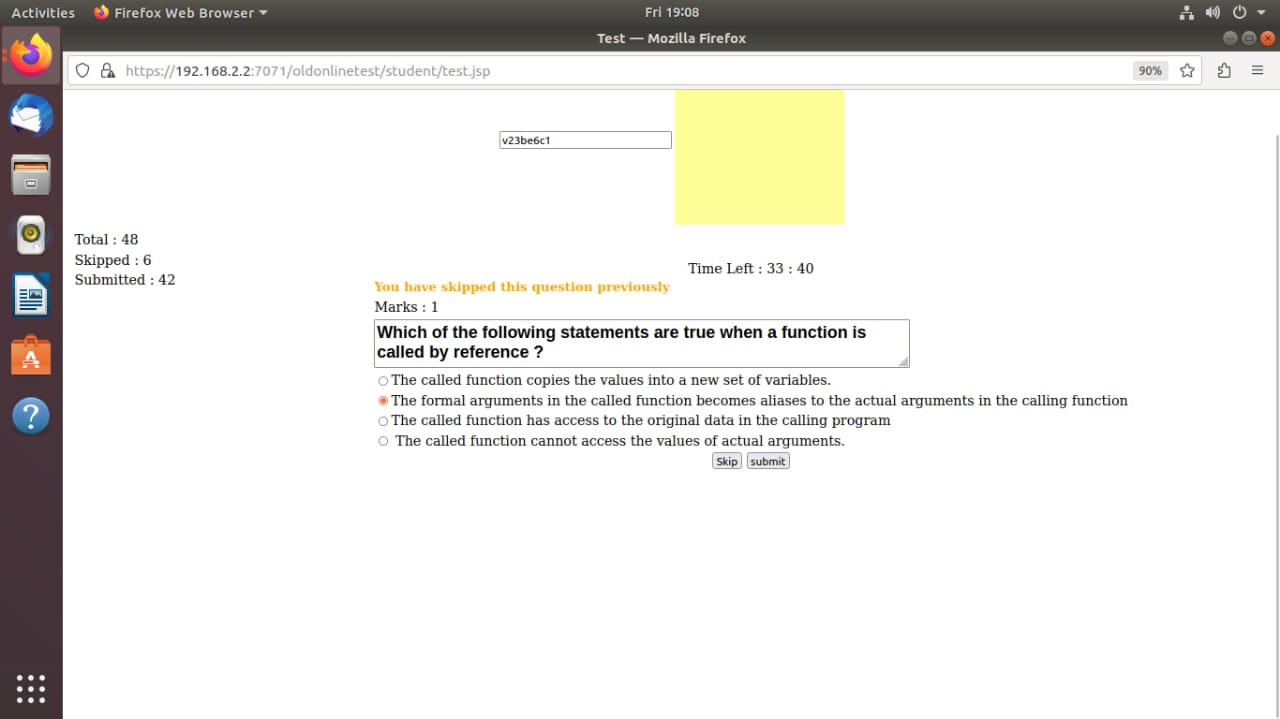 Activities
Firefox Web Browser
Fri 19:08
Test — Mozilla Firefox
https://192.168.2.2:7071/oldonlinetest/student/test.jsp
90%
v23be6c1
Total : 48
Skipped : 6
Submitted : 42
Time Left : 33 : 40
You have skipped this question previously
Marks : 1
Which of the following statements are true when a function is
called by reference ?
The called function copies the values into a new set of variables.
The formal arguments in the called function becomes aliases to the actual arguments in the calling function
The called function has access to the original data in the calling program
The called function cannot access the values of actual arguments.
Skip submit